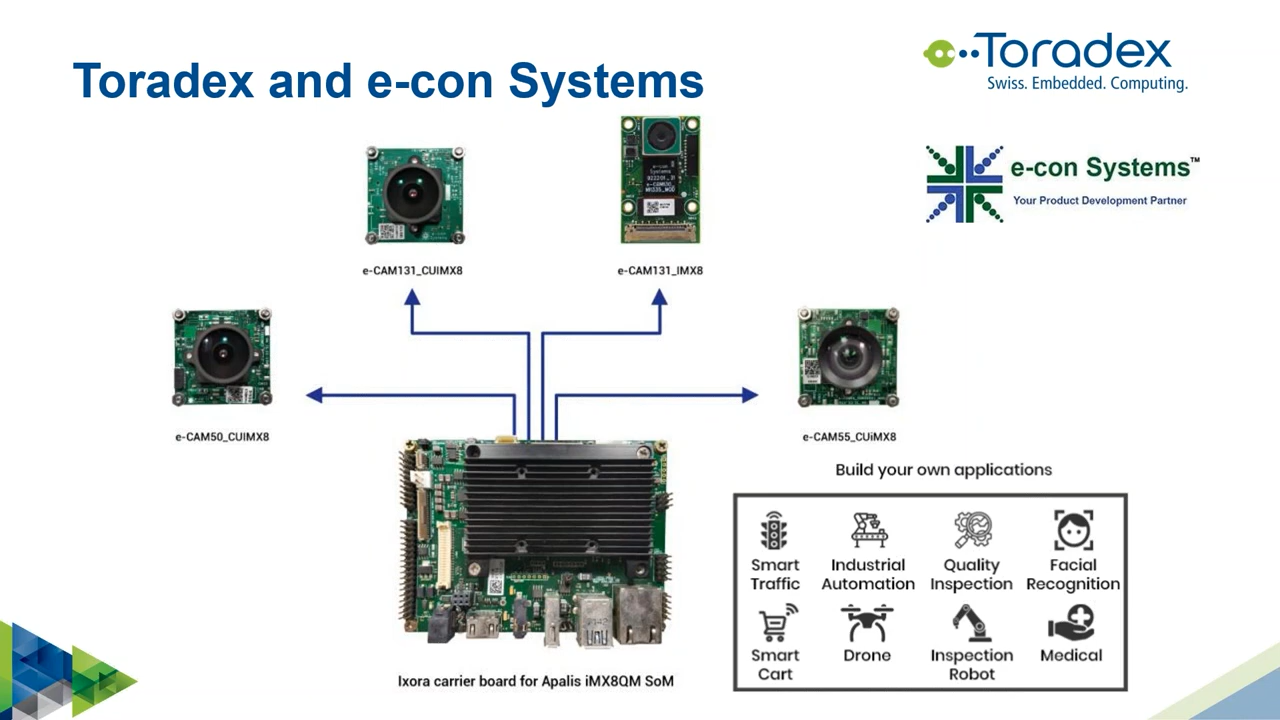 Toradex and e-con Systems
Toradex
Swiss. Embedded. Computing.
e-con Systems™
Your Product Development Partner
e-con
Systems
e-CAM131_CUIMX8
e-CAM131_IMX8
e-CAM50_CUIMX8
e-CAM55_CUiMX8
Build your own applications
Smart
Traffic
Industrial
Automation
Quality
Inspection
Facial
Recognition
Smart
Cart
Drone
Inspection
Robot
Medical
Ixora carrier board for Apalis iMX8QM SoM